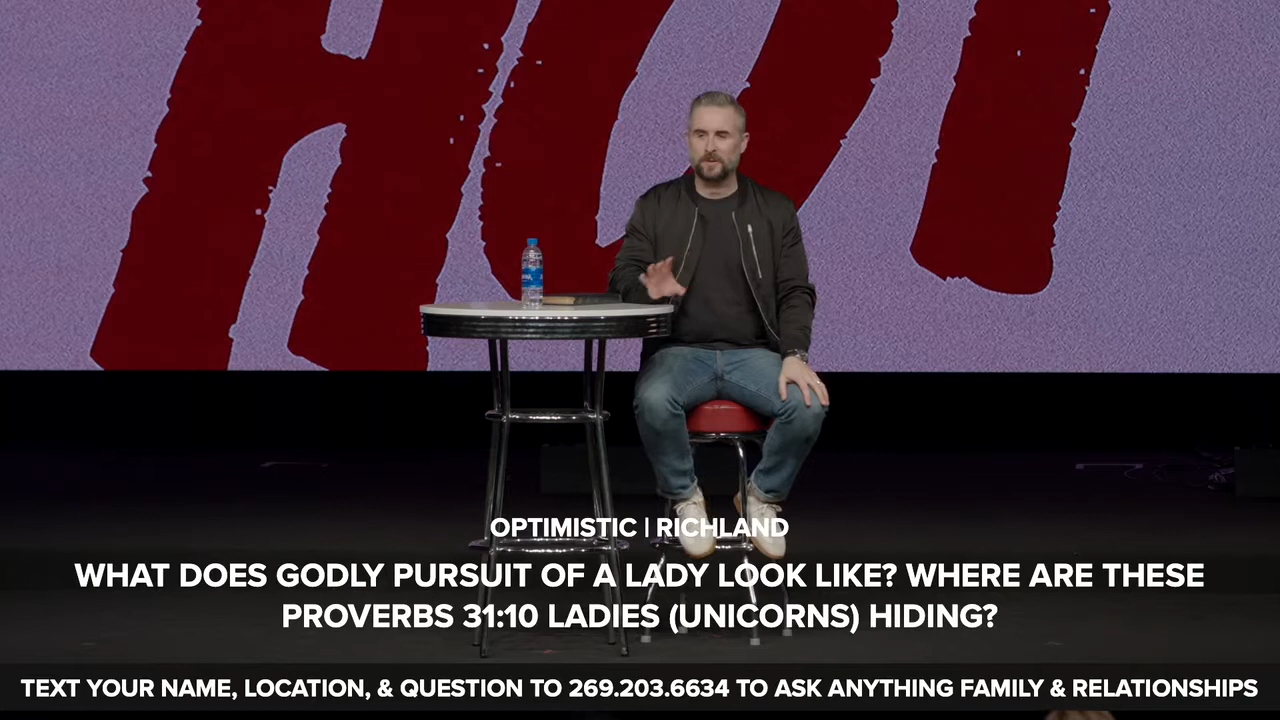 HOT
OPTIMISTIC | RICHLAND
WHAT DOES GODLY PURSUIT OF A LADY LOOK LIKE? WHERE ARE THESE
PROVERBS 31:10 LADIES (UNICORNS) HIDING?
TEXT YOUR NAME, LOCATION, & QUESTION TO 269.203.6634 TO ASK ANYTHING FAMILY & RELATIONSHIPS